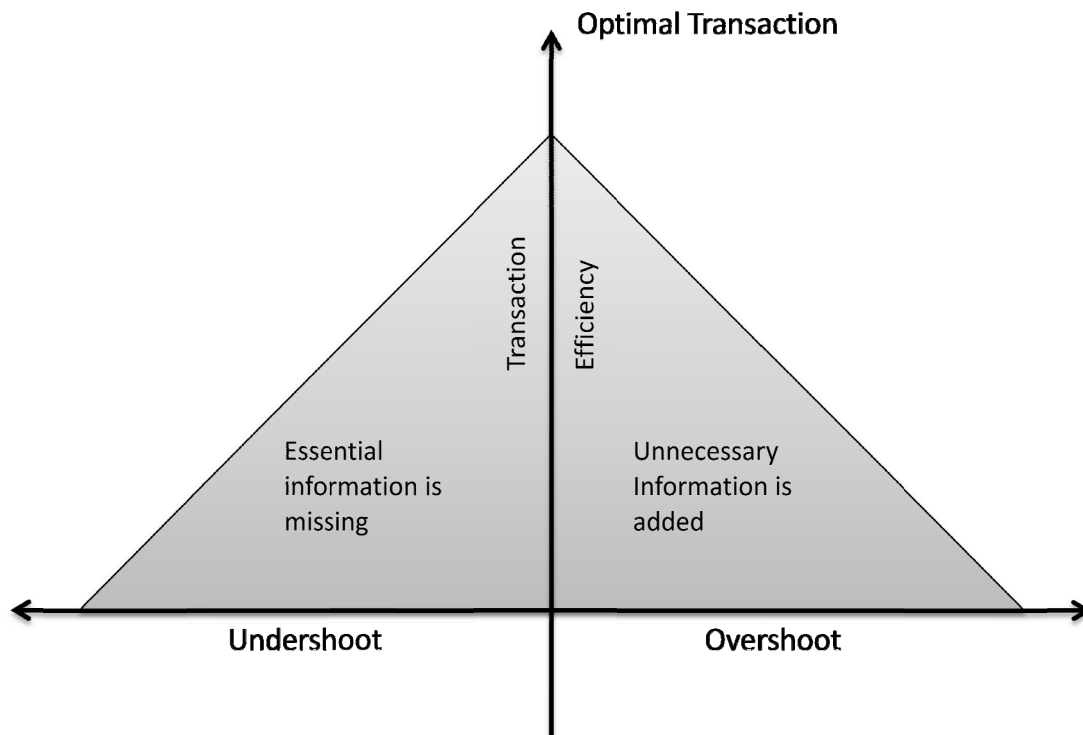 Optimal Transaction
Transaction
Efficiency
Essential
information is
missing
Unnecessary
Information is
added
Undershoot
Overshoot